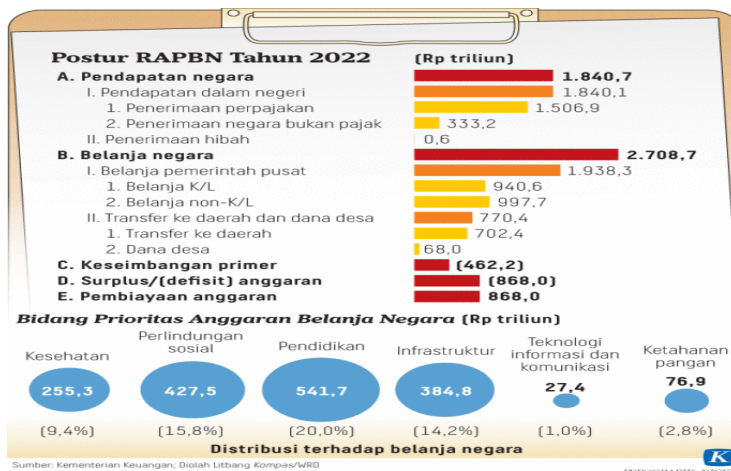 Postur RAPBN Tahun 2022 (Rp triliun)
A. Pendapatan negara 1.840,7
I. Pendapatan dalam negeri 1.840,1
1. Penerimaan perpajakan 1.506,9
2. Penerimaan negara bukan pajak 333,2
II. Penerimaan hibah 0,6
B. Belanja negara 2.708,7
I. Belanja pemerintah pusat 1.938,3
1. Belanja K/L 940,6
2. Belanja non-K/L 997,7
II. Transfer ke daerah dan dana desa 770,4
1. Transfer ke daerah 702,4
2. Dana desa 68,0
C. Keseimbangan primer (462,2)
D. Surplus/(defisit) anggaran (868,0)
E. Pembiayaan anggaran 868,0
Bidang Prioritas Anggaran Belanja Negara (Rp triliun)
Kesehatan
255,3
(9,4%)
Perlindungan
sosial
427,5
(15,8%)
Pendidikan
541,7
(20,0%)
Infrastruktur
384,8
(14,2%)
Teknologi
informasi dan
komunikasi
27,4
(1,0%)
Ketahanan
pangan
76,9
(2,8%)
Distribusi terhadap belanja negara
Sumber: Kementerian Keuangan; Diolah Litbang Kompas/WRD
K